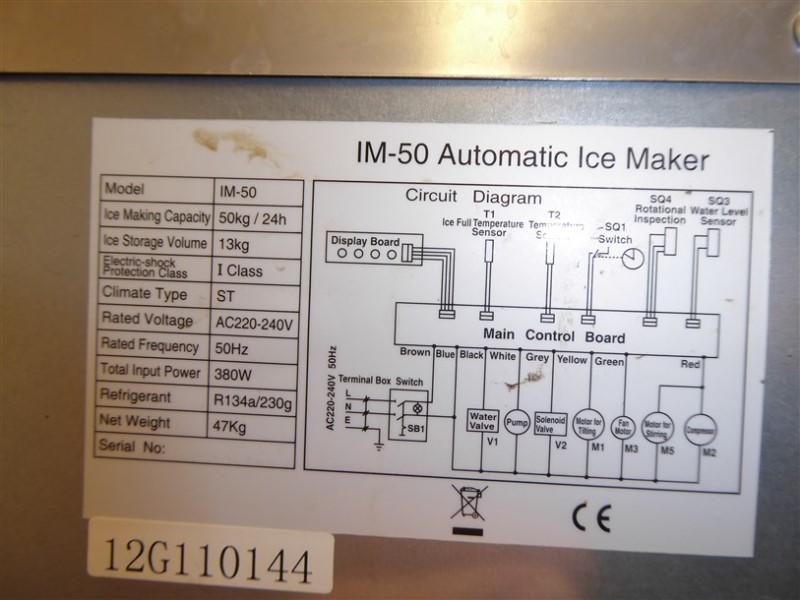 IM-50 Automatic Ice Maker
Model IM-50
Ice Making Capacity 50kg / 24h
Ice Storage Volume 13kg
Electric-shock
Protection Class I Class
Climate Type ST
Rated Voltage AC220-240V
Rated Frequency 50Hz
Total Input Power 380W
Refrigerant R134a/230g
Net Weight 47Kg
Serial No:
Circuit Diagram
Display Board
T1
Ice Full Temperature
Sensor
T2
Temperature
SQ1
Switch
SQ4
Rotational
Inspection
SQ3
Water Level
Sensor
Main Control Board
Brown Blue Black White Grey Yellow Green Red
AC220-240V 50Hz
Terminal Box Switch
L
N
E
SB1
Water
Valve
V1
Pump
Solenoid
Valve
V2
Motor for
Tilting
M1
Fan
Motor
M3
Motor for
Stirring
M5
Compressor
M2
CE
12G110144